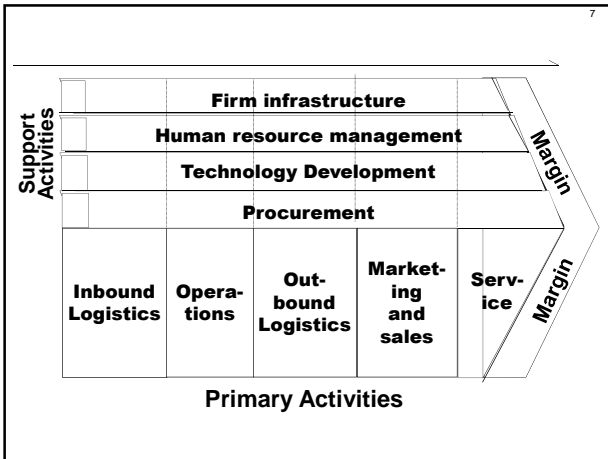 7
Firm infrastructure
Human resource management
Technology Development
Procurement
Support
Activities
Margin
Inbound
Logistics
Opera-
tions
Out-
bound
Logistics
Market-
ing
and
sales
Serv-
ice
Margin
Primary Activities